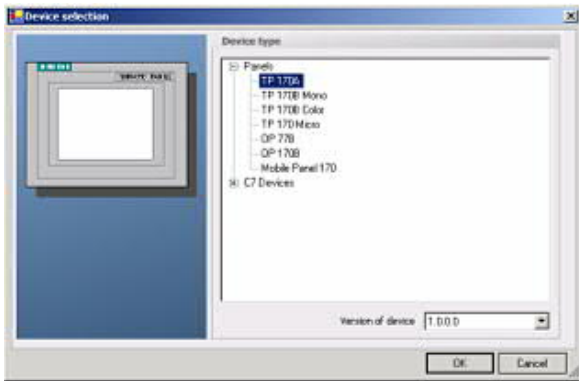 Device selection
Device type
Panels
TP 170A
TP 170B Mono
TP 170B Color
TP 170 Micro
OP 77B
OP 170B
Mobile Panel 170
C7 Devices
Version of device 1.0.0.0
OK Cancel